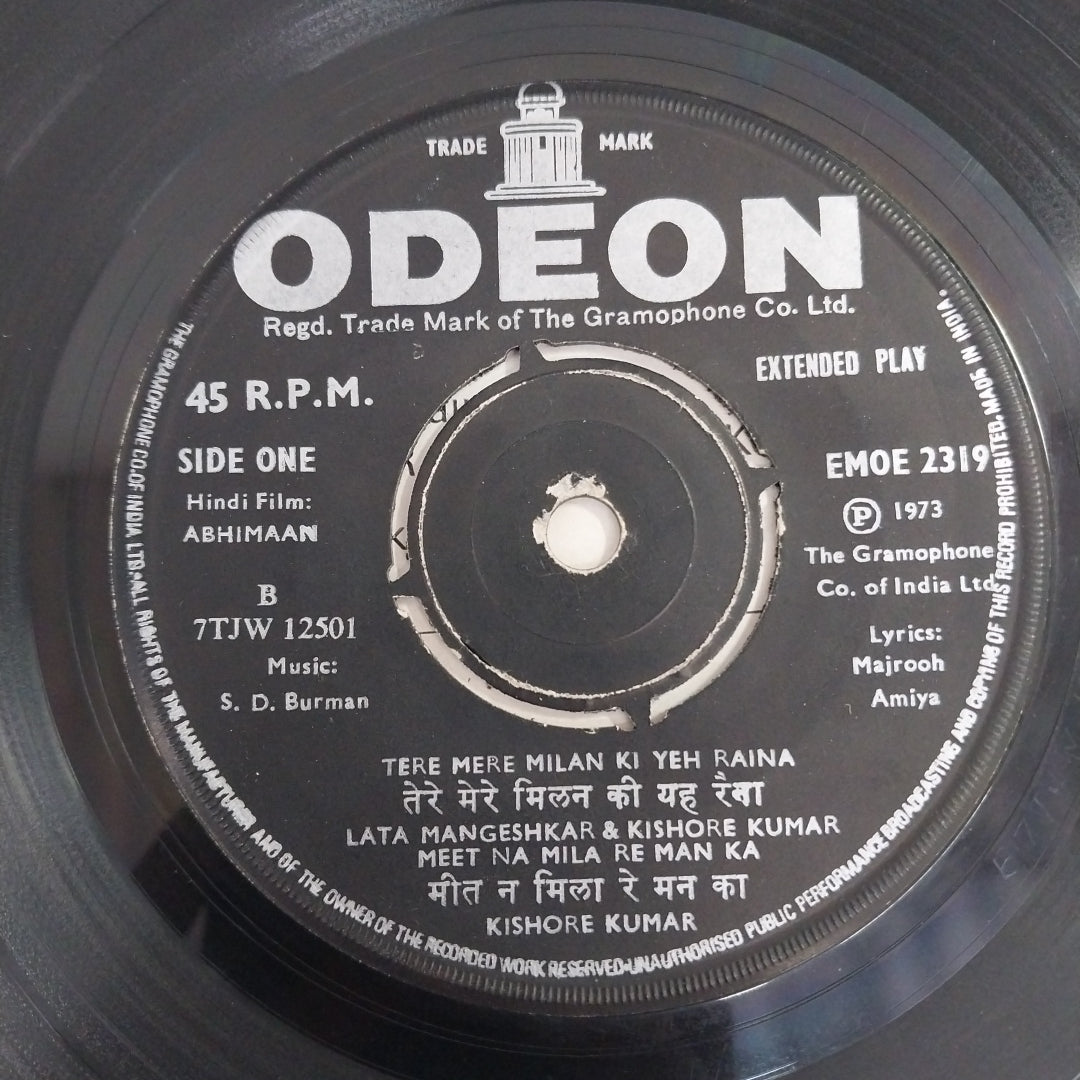 TRADE MARK
ODEON
Regd. Trade Mark of The Gramophone Co. Ltd.
45 R.P.M.
EXTENDED PLAY
SIDE ONE
EMOE 2319
Hindi Film:
ABHIMAAN
Ⓟ 1973
The Gramophone
Co. of India Ltd.
B
7TJW 12501
Music:
S. D. Burman
Lyrics:
Majrooh
Amiya
TERE MERE MILAN KI YEH RAINA
तेरे मेरे मिलन की यह रैना
LATA MANGESHKAR & KISHORE KUMAR
MEET NA MILA RE MAN KA
मीत न मिला रे मन का
KISHORE KUMAR
THE GRAMOPHONE CO. OF INDIA LTD. ALL RIGHTS OF THE MANUFACTURER AND OF THE OWNER OF THE RECORDED WORK RESERVED. UNAUTHORISED PUBLIC PERFORMANCE BROADCASTING AND COPYING OF THIS RECORD PROHIBITED. MADE IN INDIA.